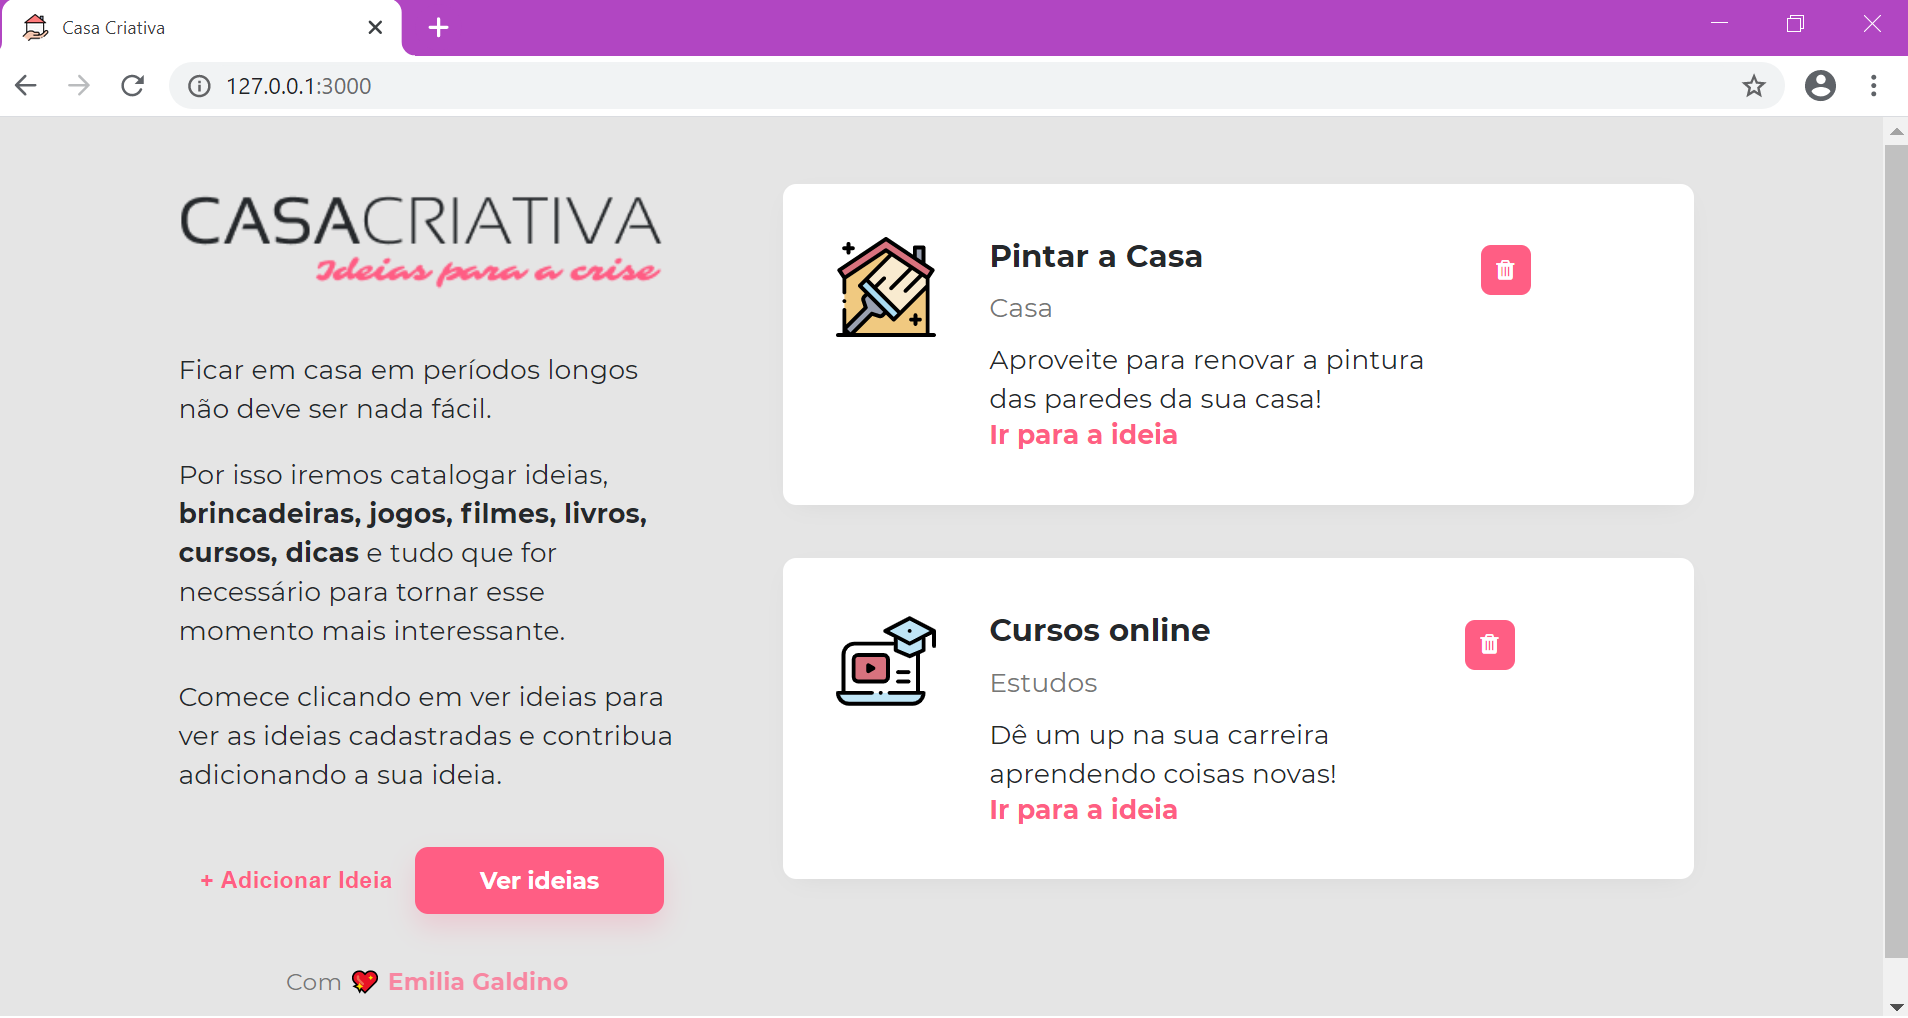 Casa Criativa
127.0.0.1:3000
CASACRIATIVA
Ideias para a crise
Ficar em casa em períodos longos
não deve ser nada fácil.
Por isso iremos catalogar ideias,
brincadeiras, jogos, filmes, livros,
cursos, dicas e tudo que for
necessário para tornar esse
momento mais interessante.
Comece clicando em ver ideias para
ver as ideias cadastradas e contribua
adicionando a sua ideia.
+ Adicionar Ideia
Ver ideias
Com 💖 Emilia Galdino
Pintar a Casa
Casa
Aproveite para renovar a pintura
das paredes da sua casa!
Ir para a ideia
Cursos online
Estudos
Dê um up na sua carreira
aprendendo coisas novas!
Ir para a ideia